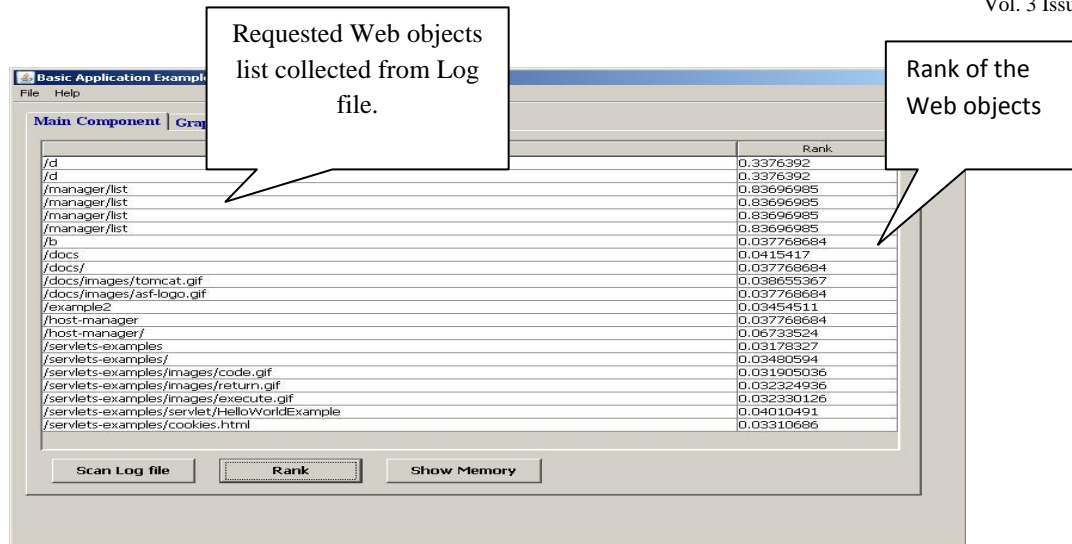 Vol. 3 Issu
Requested Web objects
list collected from Log
file.
Rank of the
Web objects
Basic Application Example
File Help
Main Component
Rank
/d 0.3376392
/d 0.3376392
/manager/list 0.83696985
/manager/list 0.83696985
/manager/list 0.83696985
/manager/list 0.83696985
/b 0.037768684
/docs 0.0415417
/docs/ 0.037768684
/docs/images/tomcat.gif 0.038655367
/docs/images/asf-logo.gif 0.037768684
/example2 0.03454511
/host-manager 0.037768684
/host-manager/ 0.06733524
/servlets-examples 0.03178327
/servlets-examples/ 0.03480594
/servlets-examples/images/code.gif 0.031905036
/servlets-examples/images/return.gif 0.032324936
/servlets-examples/images/execute.gif 0.032330126
/servlets-examples/servlet/HelloWorldExample 0.04010491
/servlets-examples/cookies.html 0.03310686
Scan Log file Rank Show Memory